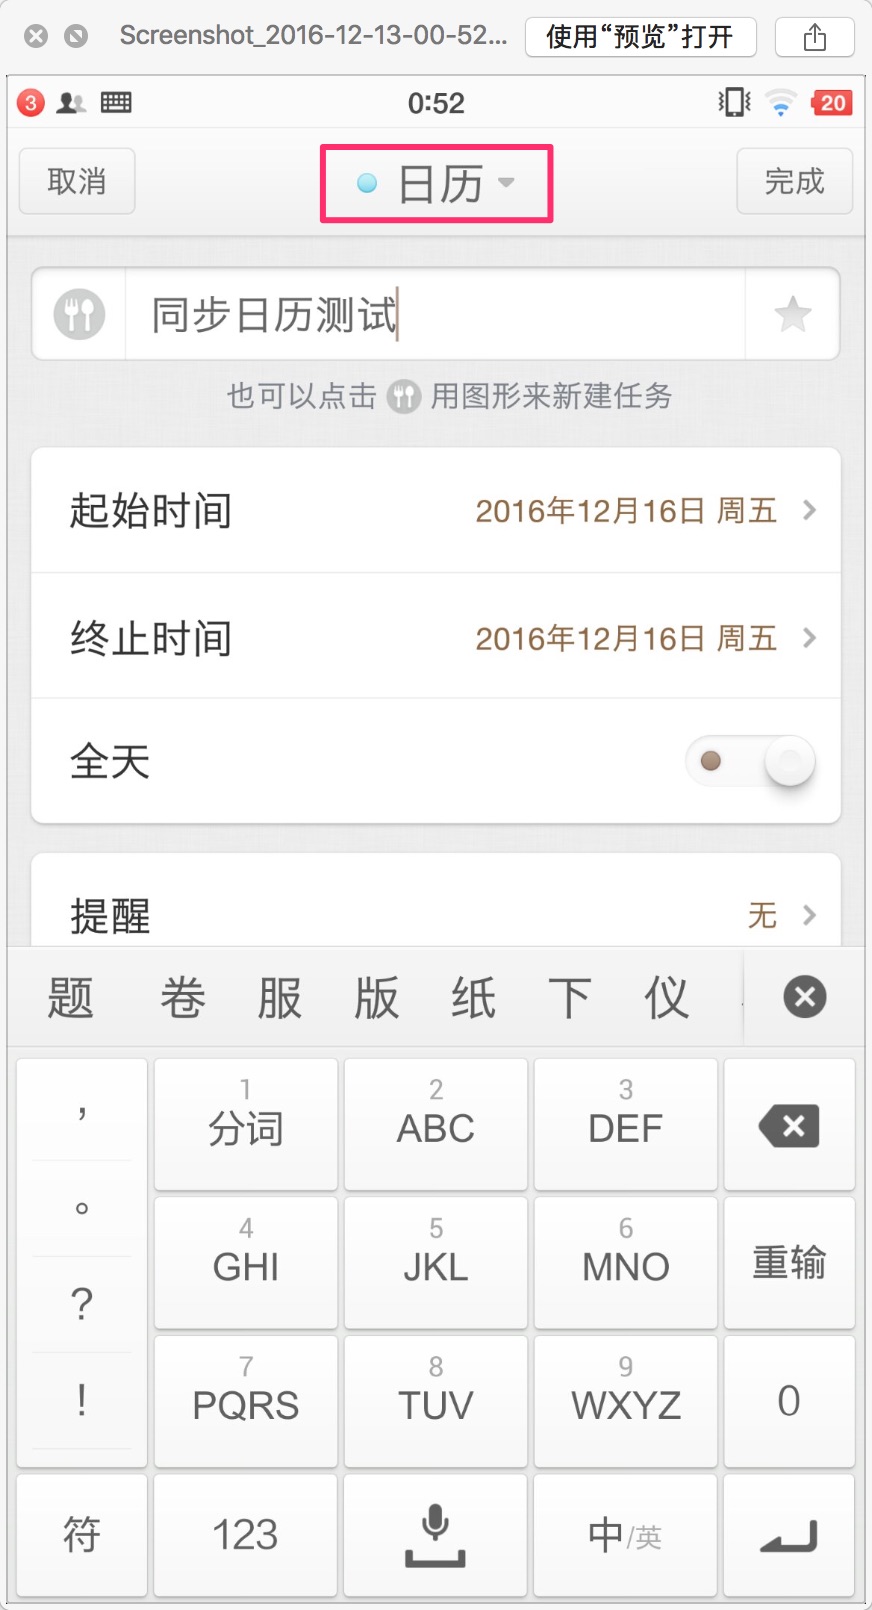 Screenshot_2016-12-13-00-52... 使用“预览”打开
3 0:52 20
取消 日历 完成
同步日历测试
也可以点击 用图形来新建任务
起始时间 2016年12月16日 周五
终止时间 2016年12月16日 周五
全天
提醒 无
题 卷 服 版 纸 下 仪
, 1 2 3
分词 ABC DEF
。 4 5 6
GHI JKL MNO 重输
?
! 7 8 9
PQRS TUV WXYZ 0
符 123 中/英